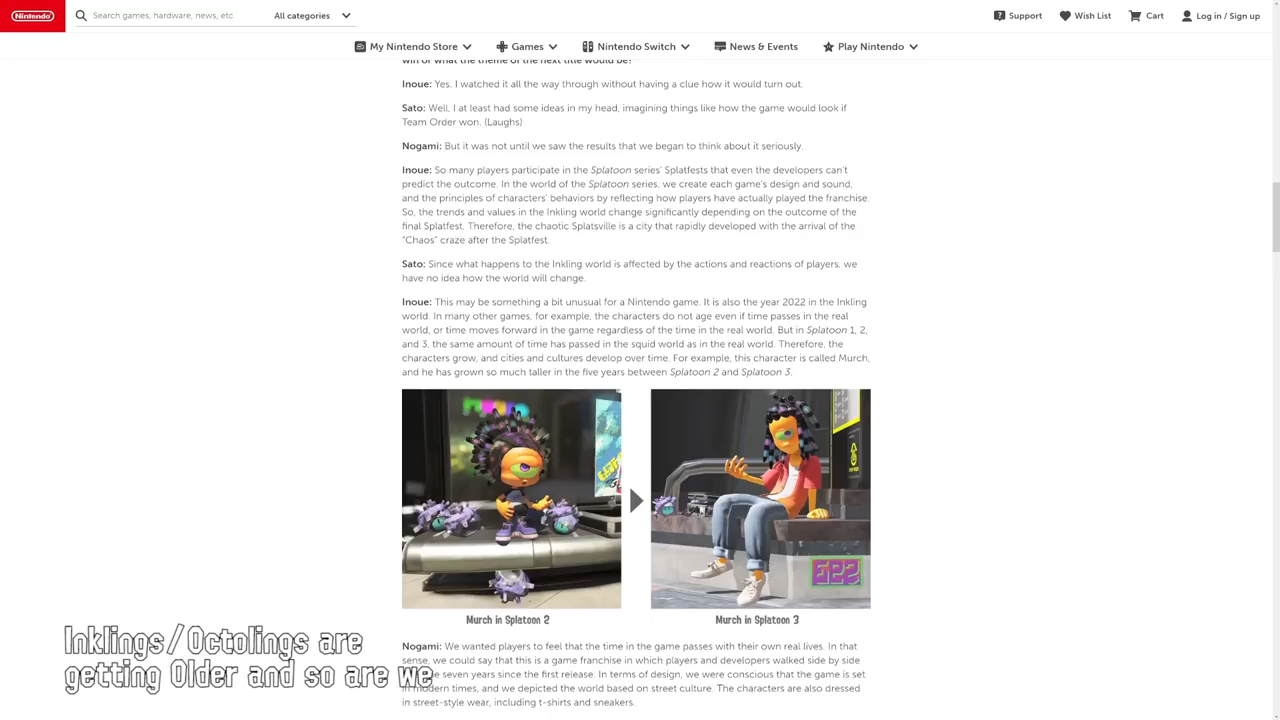 Nintendo
Search games, hardware, news, etc
All categories
Support
Wish List
Cart
Log in / Sign up
My Nintendo Store
Games
Nintendo Switch
News & Events
Play Nintendo
win or what the theme of the next title would be?
Inoue: Yes. I watched it all the way through without having a clue how it would turn out.
Sato: Well, I at least had some ideas in my head, imagining things like how the game would look if
Team Order won. (Laughs)
Nogami: But it was not until we saw the results that we began to think about it seriously.
Inoue: So many players participate in the Splatoon series' Splatfests that even the developers can't
predict the outcome. In the world of the Splatoon series, we create each game's design and sound,
and the principles of characters' behaviors by reflecting how players have actually played the franchise.
So, the trends and values in the Inkling world change significantly depending on the outcome of the
final Splatfest. Therefore, the chaotic Splatsville is a city that rapidly developed with the arrival of the
"Chaos" craze after the Splatfest.
Sato: Since what happens to the Inkling world is affected by the actions and reactions of players, we
have no idea how the world will change.
Inoue: This may be something a bit unusual for a Nintendo game. It is also the year 2022 in the Inkling
world. In many other games, for example, the characters do not age even if time passes in the real
world, or time moves forward in the game regardless of the time in the real world. But in Splatoon 1, 2,
and 3, the same amount of time has passed in the squid world as in the real world. Therefore, the
characters grow, and cities and cultures develop over time. For example, this character is called Murch,
and he has grown so much taller in the five years between Splatoon 2 and Splatoon 3.
Murch in Splatoon 2
Murch in Splatoon 3
Nogami: We wanted players to feel that the time in the game passes with their own real lives. In that
sense, we could say that this is a game franchise in which players and developers walked side by side
e seven years since the first release. In terms of design, we were conscious that the game is set
in modern times, and we depicted the world based on street culture. The characters are also dressed
in street-style wear, including t-shirts and sneakers.
Inklings/Octolings are
getting Older and so are we